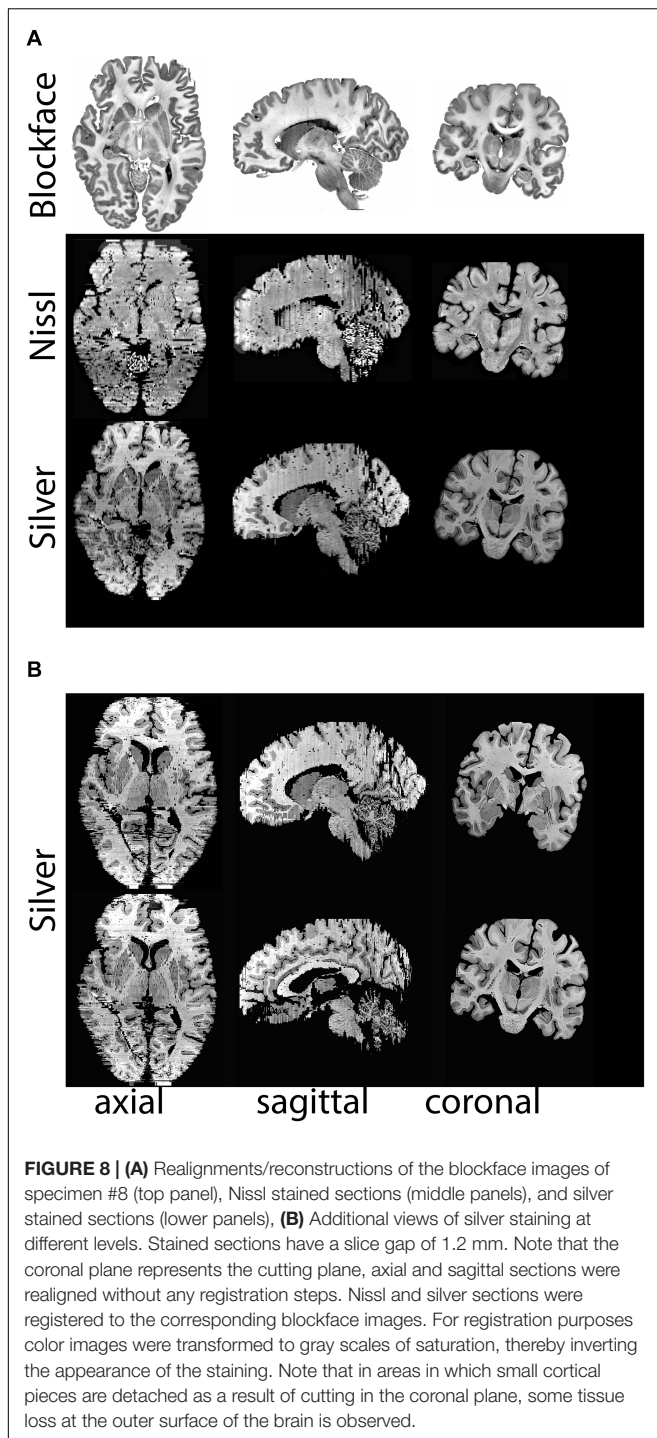 A
Blockface
Nissl
Silver
B
Silver
axial
sagittal
coronal
FIGURE 8 | (A) Realignments/reconstructions of the blockface images of
specimen #8 (top panel), Nissl stained sections (middle panels), and silver
stained sections (lower panels), (B) Additional views of silver staining at
different levels. Stained sections have a slice gap of 1.2 mm. Note that the
coronal plane represents the cutting plane, axial and sagittal sections were
realigned without any registration steps. Nissl and silver sections were
registered to the corresponding blockface images. For registration purposes
color images were transformed to gray scales of saturation, thereby inverting
the appearance of the staining. Note that in areas in which small cortical
pieces are detached as a result of cutting in the coronal plane, some tissue
loss at the outer surface of the brain is observed.